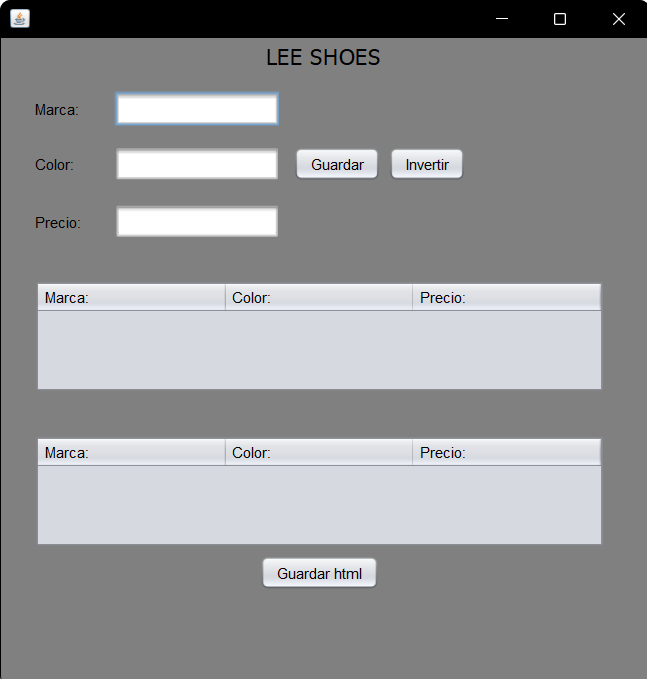 LEE SHOES
Marca:
Color:
Guardar
Invertir
Precio:
Marca: Color: Precio:
Marca: Color: Precio:
Guardar html